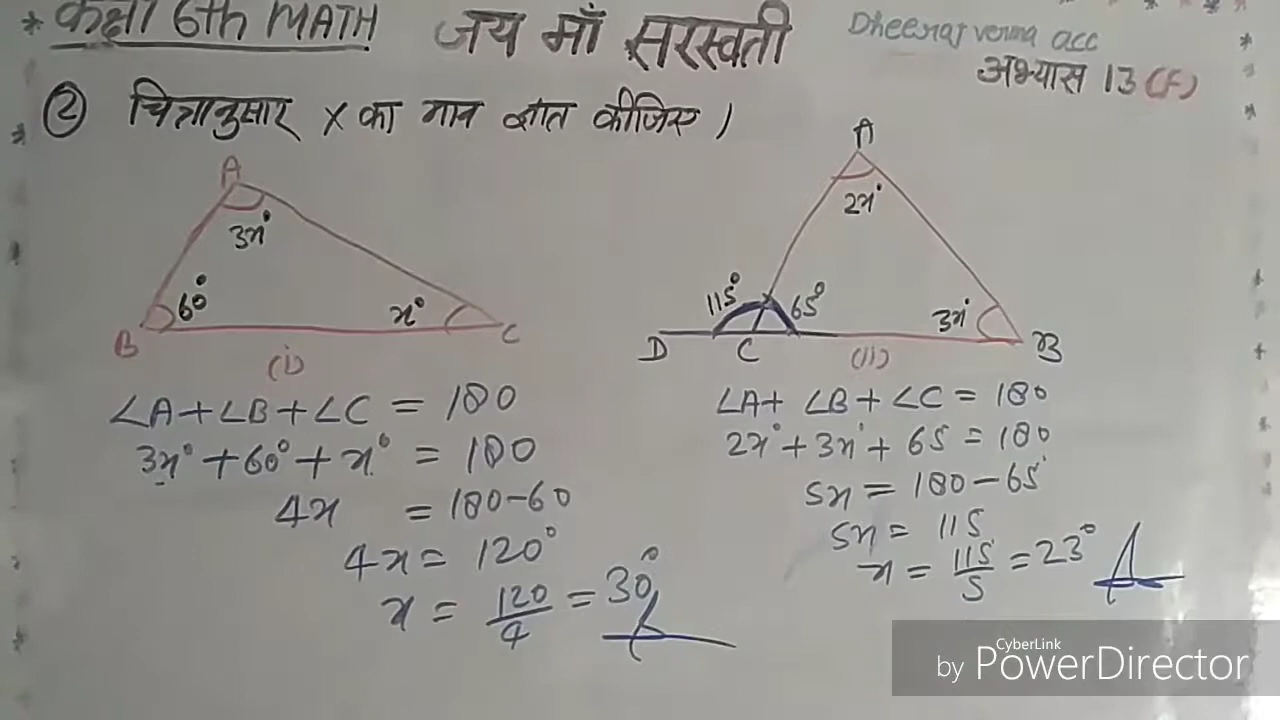 * कक्षा 6th MATH जय माँ सरस्वती Dheeraj verma acc
अभ्यास 13 (F)
② चित्रानुसार x का मान ज्ञात कीजिए।
A
3x°
60°
x°
B
C
(i)
∠A+∠B+∠C = 180
3x° + 60° + x° = 180
4x = 180-60
4x = 120°
x = 120/4 = 30°
A
2x°
115°
65°
3x°
D
C
(ii)
B
∠A+ ∠B+∠C = 180
2x° + 3x° + 65 = 180
5x = 180-65°
5x = 115
x = 115/5 = 23°
CyberLink
by PowerDirector